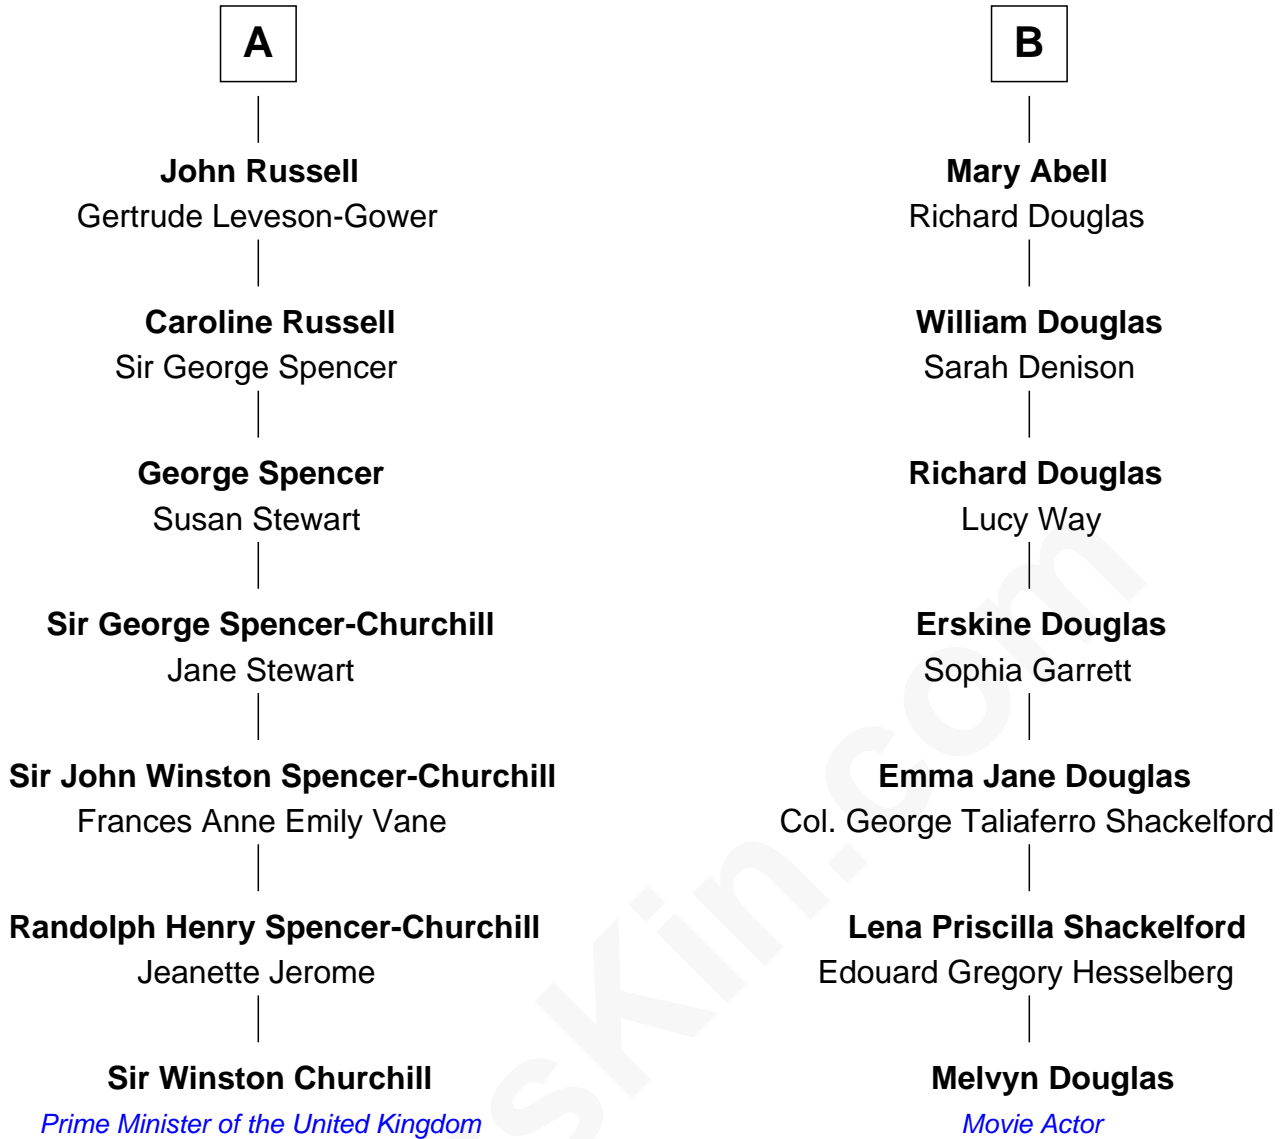 A
John Russell
Gertrude Leveson-Gower
Caroline Russell
Sir George Spencer
George Spencer
Susan Stewart
Sir George Spencer-Churchill
Jane Stewart
Sir John Winston Spencer-Churchill
Frances Anne Emily Vane
Randolph Henry Spencer-Churchill
Jeanette Jerome
Sir Winston Churchill
Prime Minister of the United Kingdom
B
Mary Abell
Richard Douglas
William Douglas
Sarah Denison
Richard Douglas
Lucy Way
Erskine Douglas
Sophia Garrett
Emma Jane Douglas
Col. George Taliaferro Shackelford
Lena Priscilla Shackelford
Edouard Gregory Hesselberg
Melvyn Douglas
Movie Actor
sKin.com